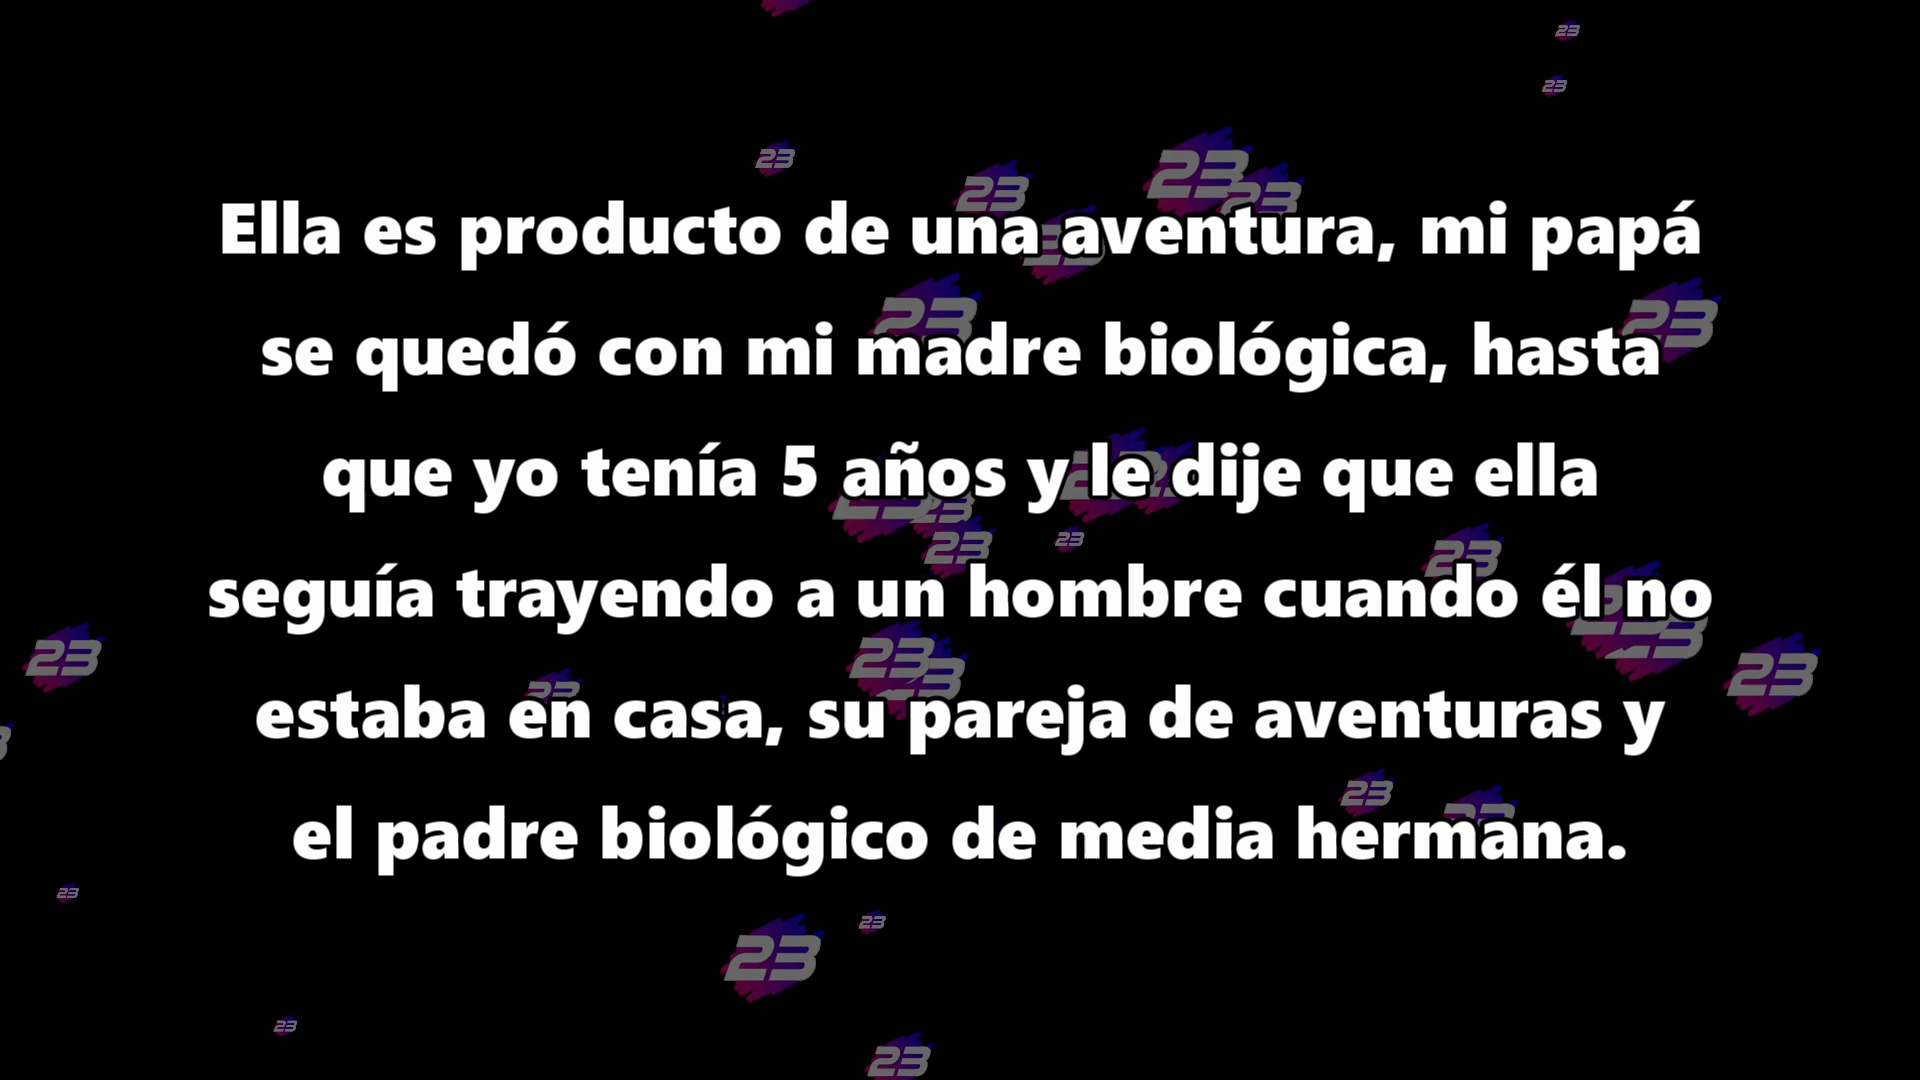 Ella es producto de una aventura, mi papá
se quedó con mi madre biológica, hasta
que yo tenía 5 años y le dije que ella
seguía trayendo a un hombre cuando él no
estaba en casa, su pareja de aventuras y
el padre biológico de media hermana.